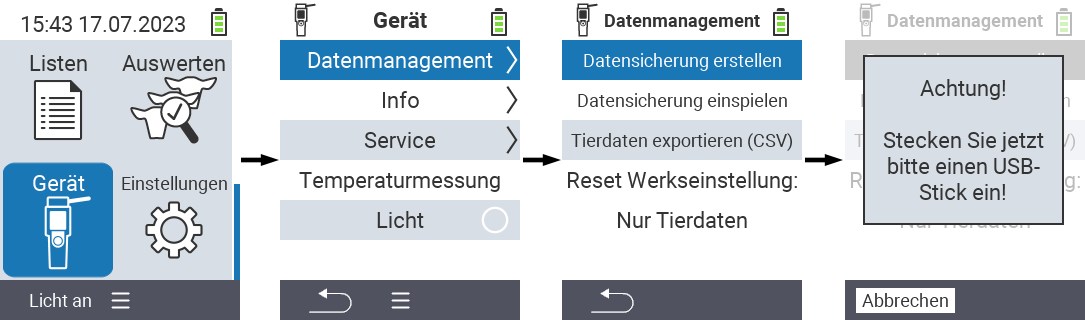 15:43 17.07.2023
Listen
Auswerten
Gerät
Einstellungen
Licht an
Gerät
Datenmanagement
Info
Service
Temperaturmessung
Licht
Datenmanagement
Datensicherung erstellen
Datensicherung einspielen
Tierdaten exportieren (CSV)
Reset Werkseinstellung:
Nur Tierdaten
Datenmanagement
Achtung!
Stecken Sie jetzt
bitte einen USB-
Stick ein!
Nur Tierdaten
Abbrechen